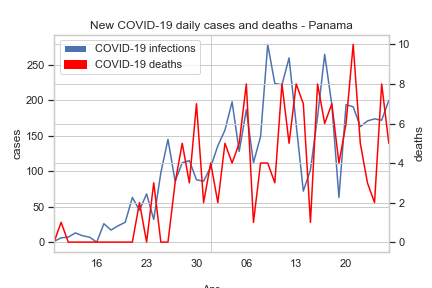 New COVID-19 daily cases and deaths - Panama
COVID-19 infections
COVID-19 deaths
cases
deaths
250
200
150
100
50
0
10
8
6
4
2
0
16 23 30 06 13 20
Apr